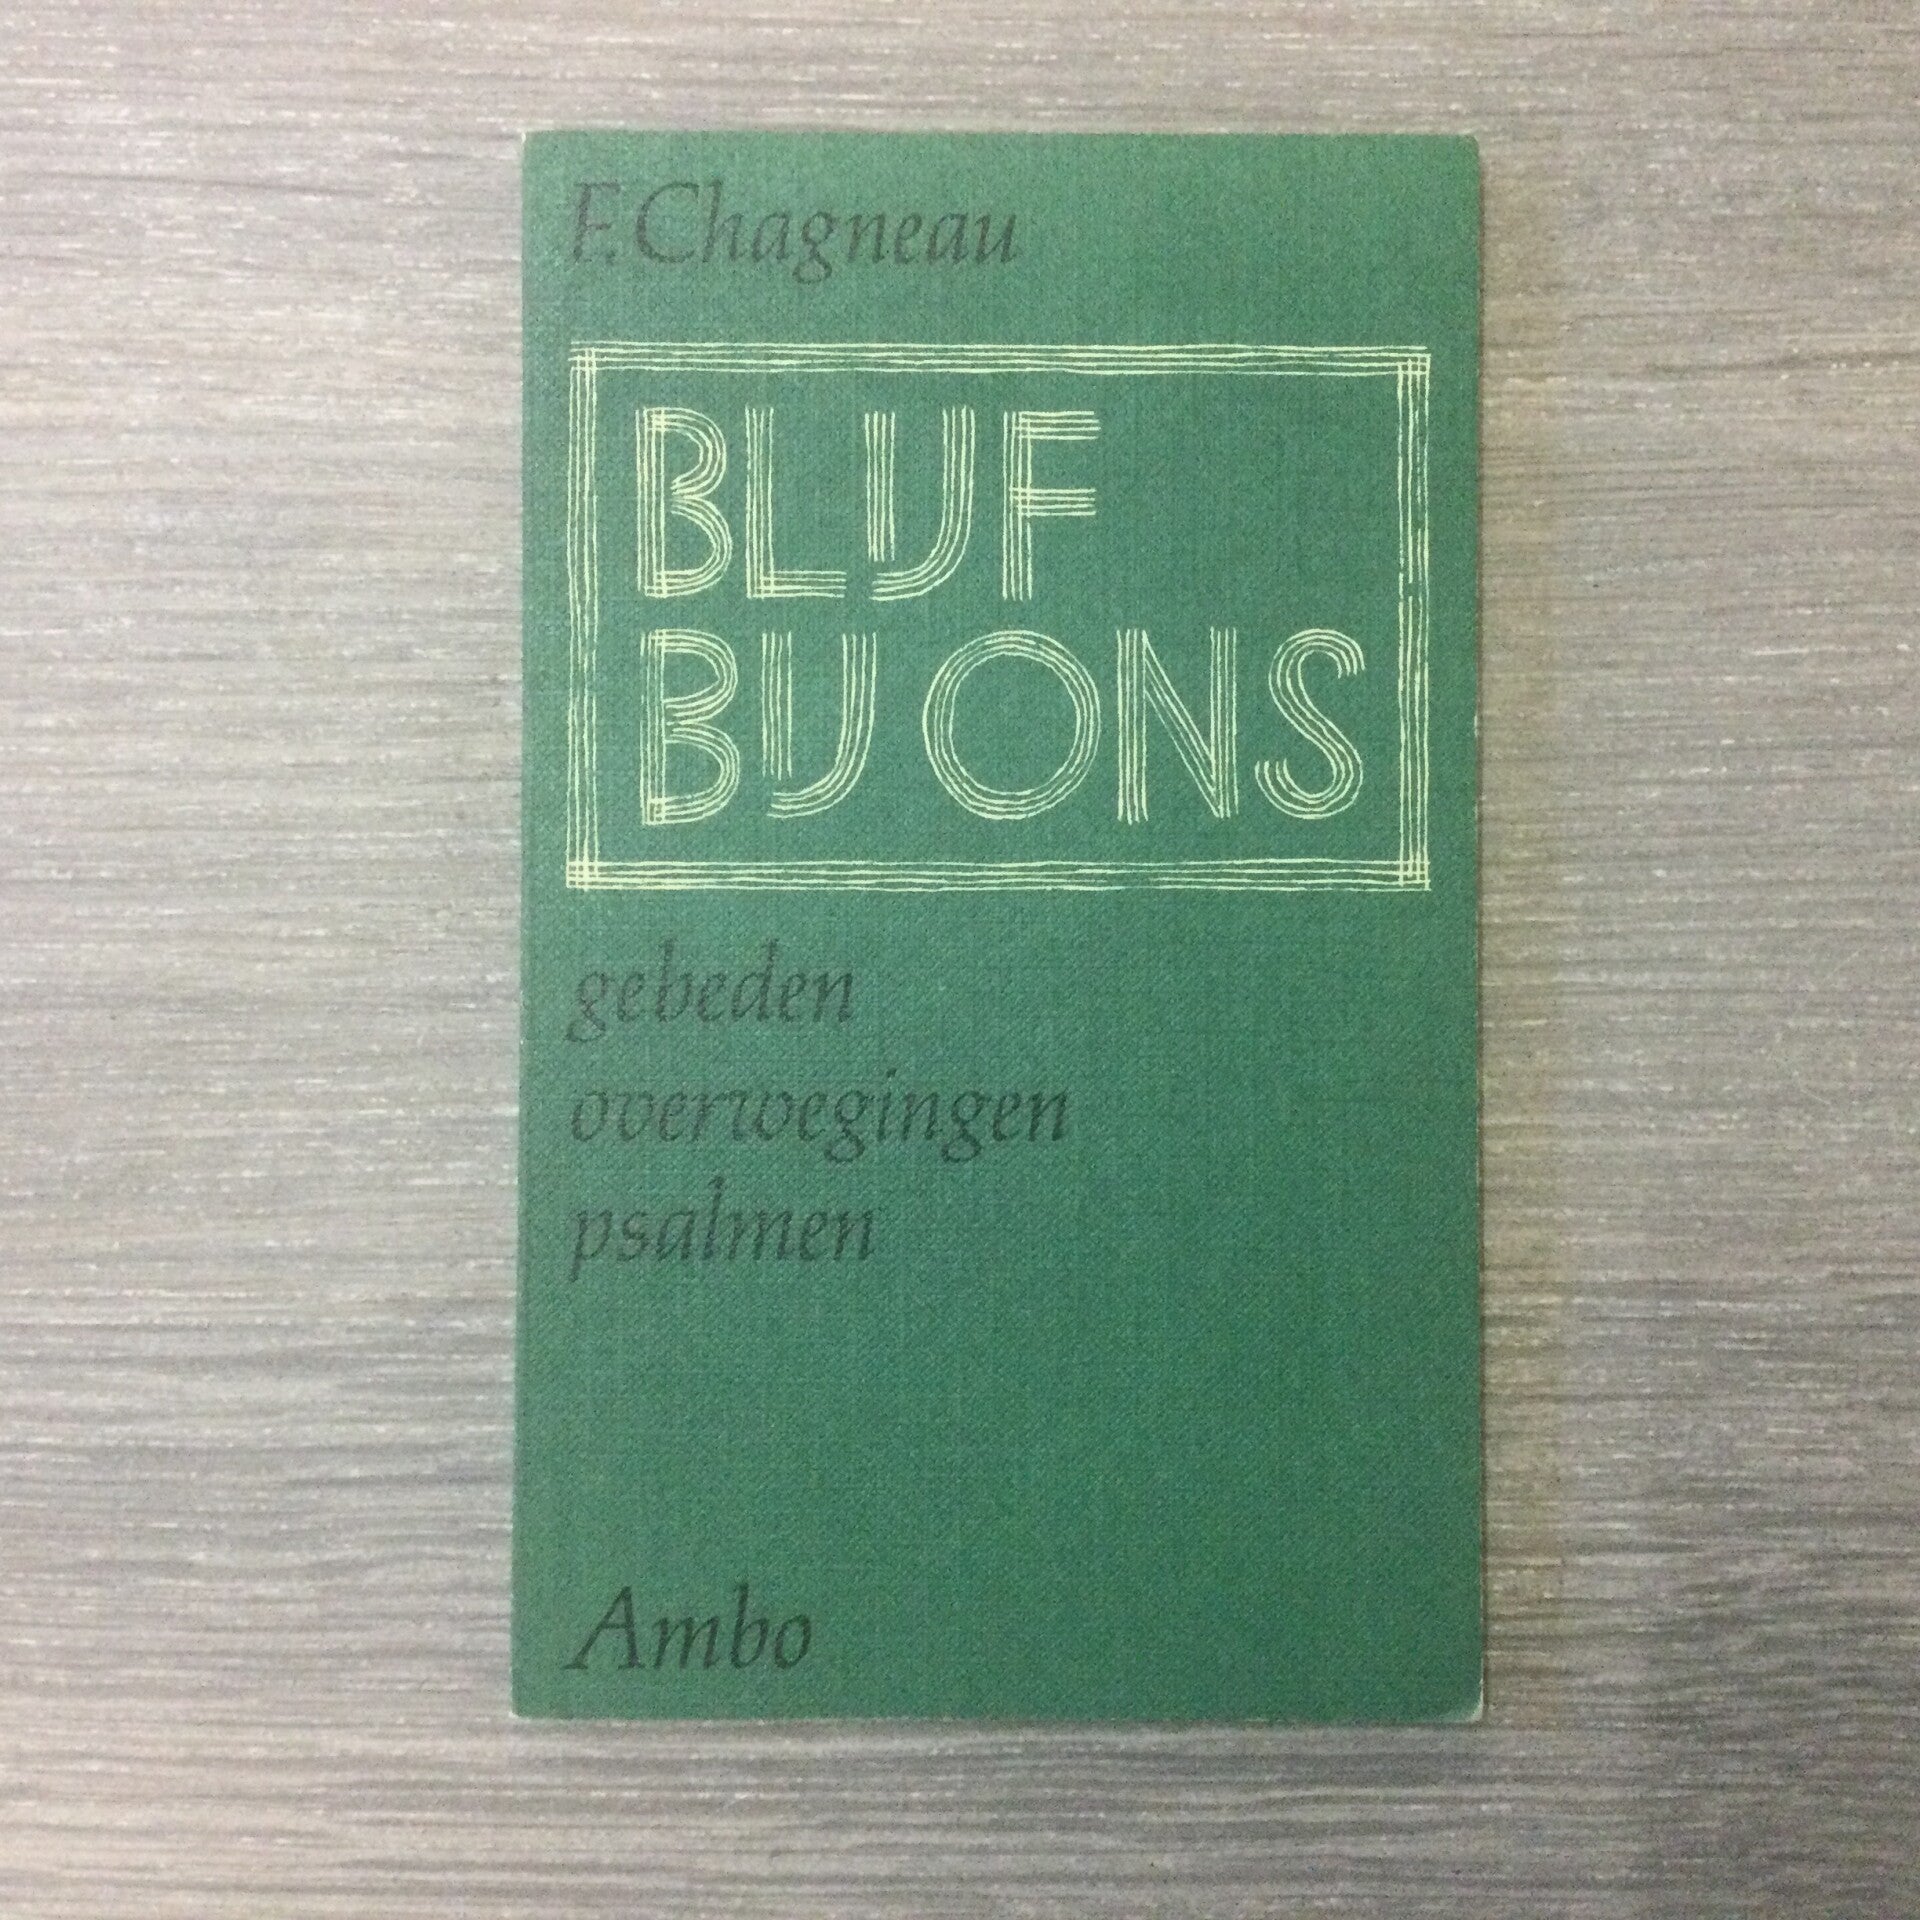 F. Chagneau
BLIJF
BIJ ONS
gebeden
overwegingen
psalmen
Ambo